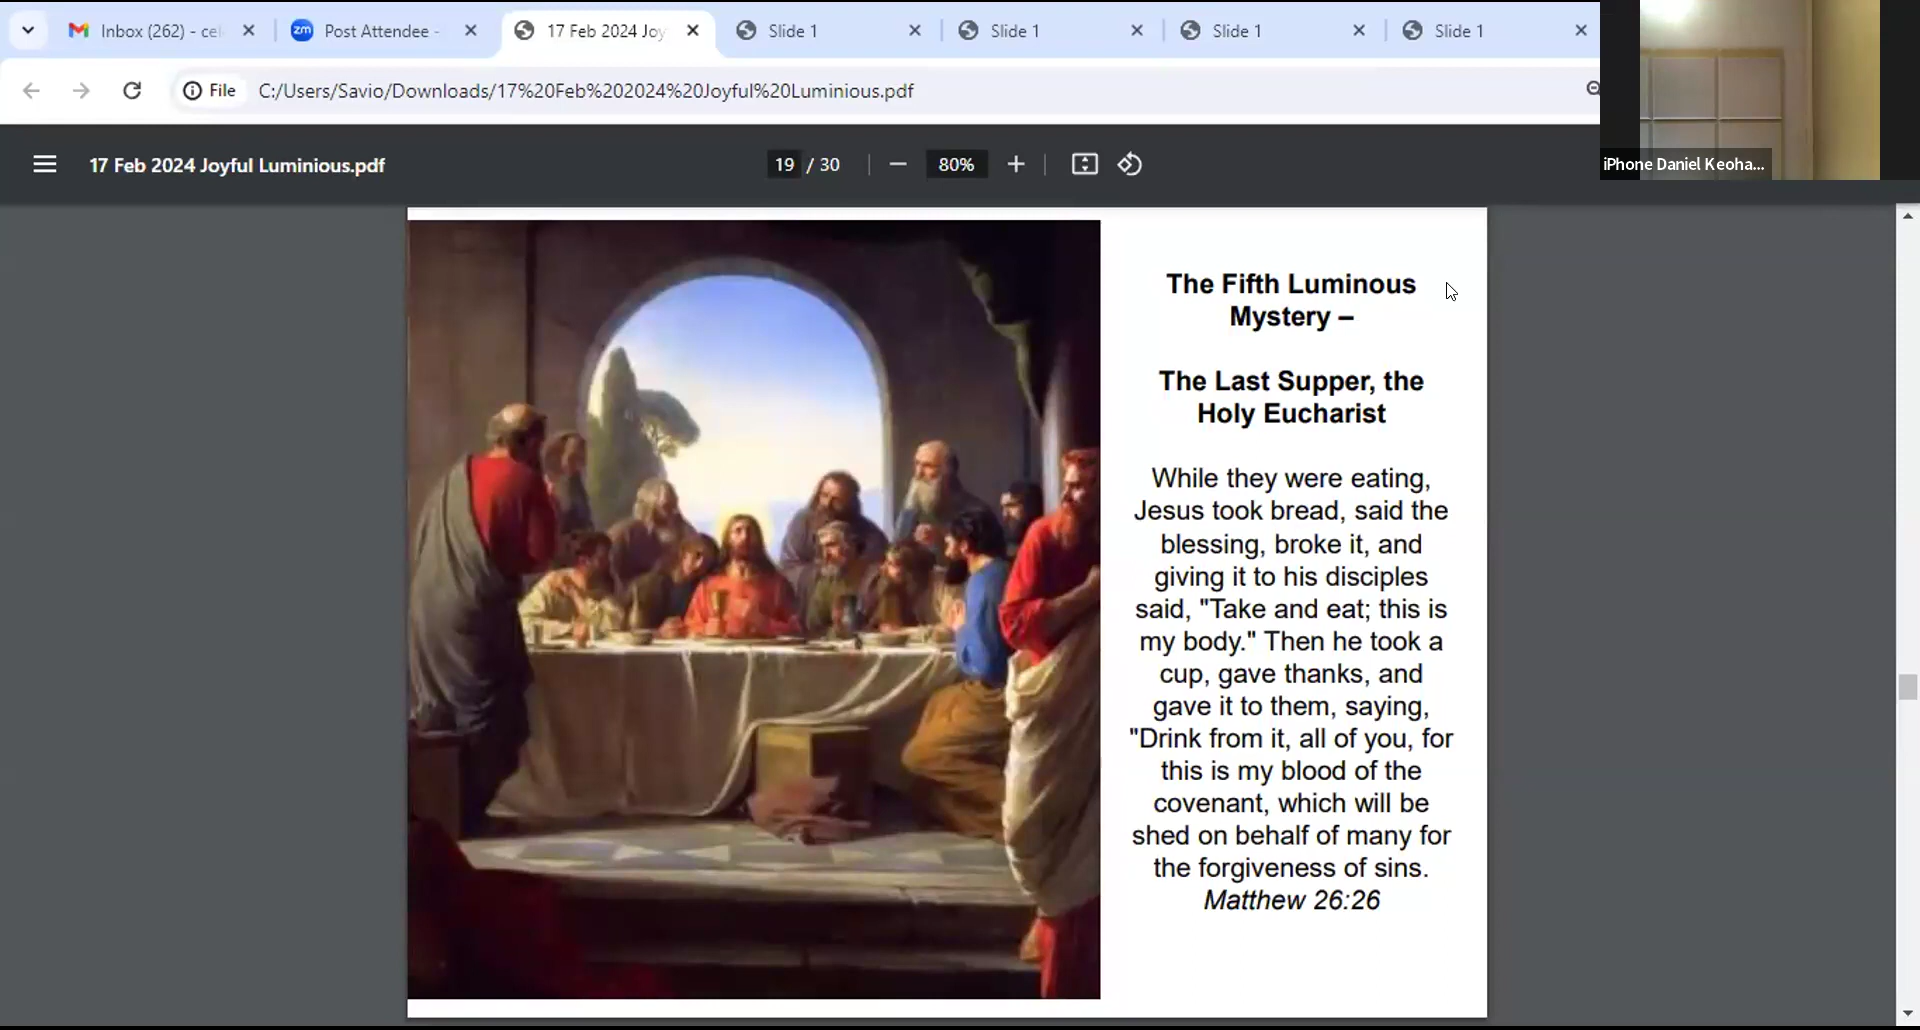 Inbox (262) - cel
zm Post Attendee -
17 Feb 2024 Joy
Slide 1
Slide 1
Slide 1
Slide 1
File C:/Users/Savio/Downloads/17%20Feb%202024%20Joyful%20Luminious.pdf
iPhone Daniel Keoha...
17 Feb 2024 Joyful Luminious.pdf
19 / 30
80%
The Fifth Luminous
Mystery –
The Last Supper, the
Holy Eucharist
While they were eating,
Jesus took bread, said the
blessing, broke it, and
giving it to his disciples
said, "Take and eat; this is
my body." Then he took a
cup, gave thanks, and
gave it to them, saying,
"Drink from it, all of you, for
this is my blood of the
covenant, which will be
shed on behalf of many for
the forgiveness of sins.
Matthew 26:26